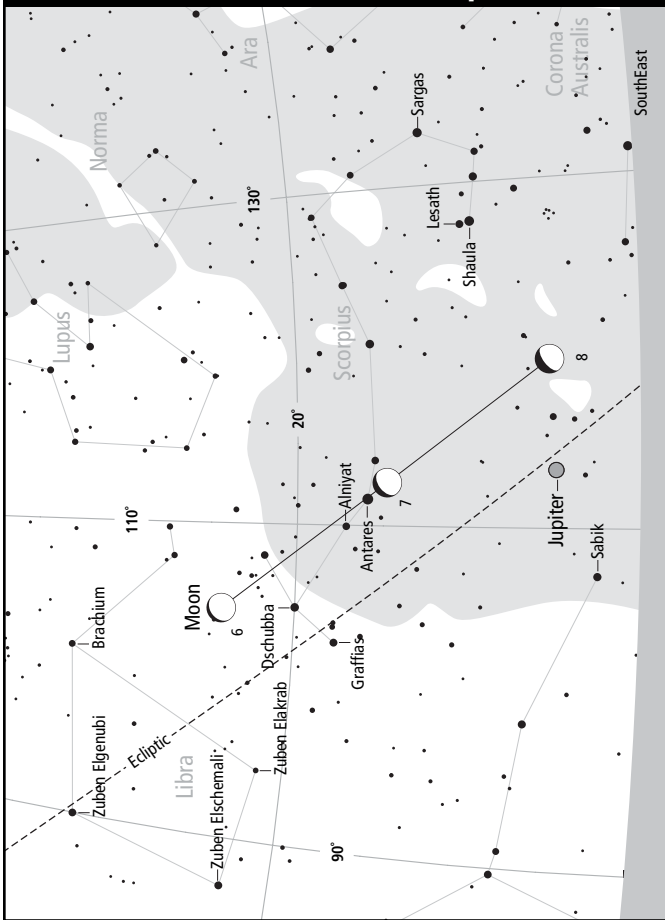 Ara
Corona
Australis
SouthEast
Sargas
Norma
130°
Lesath
Shaula
Lupus
Scorpius
8
20°
Alniyat
7
Antares
110°
Jupiter
Sabik
Moon
6
Brachium
Dschubba
Graffias
Zuben Elgenubi
Ecliptic
Libra
Zuben Elakrab
Zuben Elschemali
90°